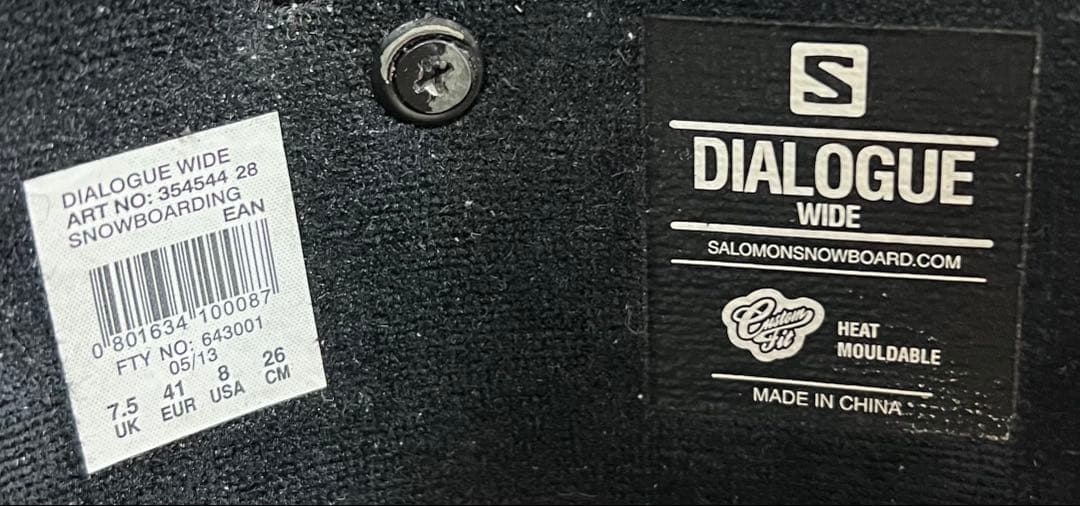 DIALOGUE WIDE
ART NO: 354544 28
SNOWBOARDING
EAN
0 801634 100087
FTY NO: 643001
05/13
7.5 41 8 26
UK EUR USA CM
S
DIALOGUE
WIDE
SALOMONSNOWBOARD.COM
Custom
Fit
HEAT
MOULDABLE
MADE IN CHINA